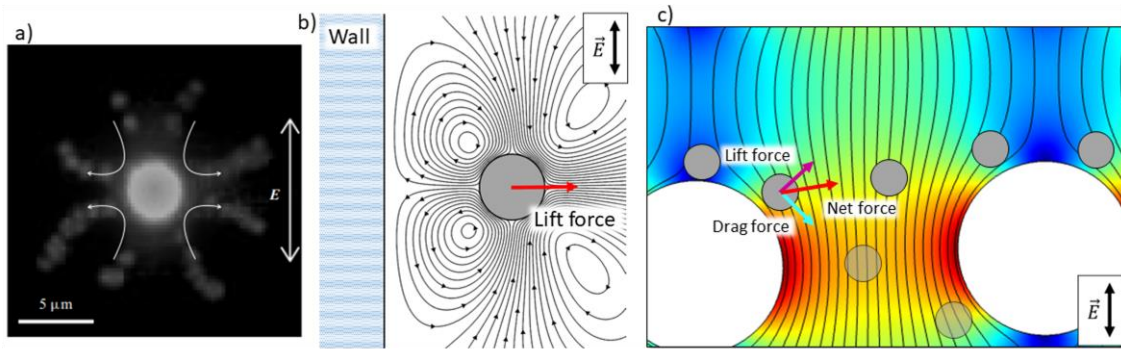 a)
E
5 μm
b)
Wall
E⃗
Lift force
c)
Lift force
Net force
Drag force
E⃗